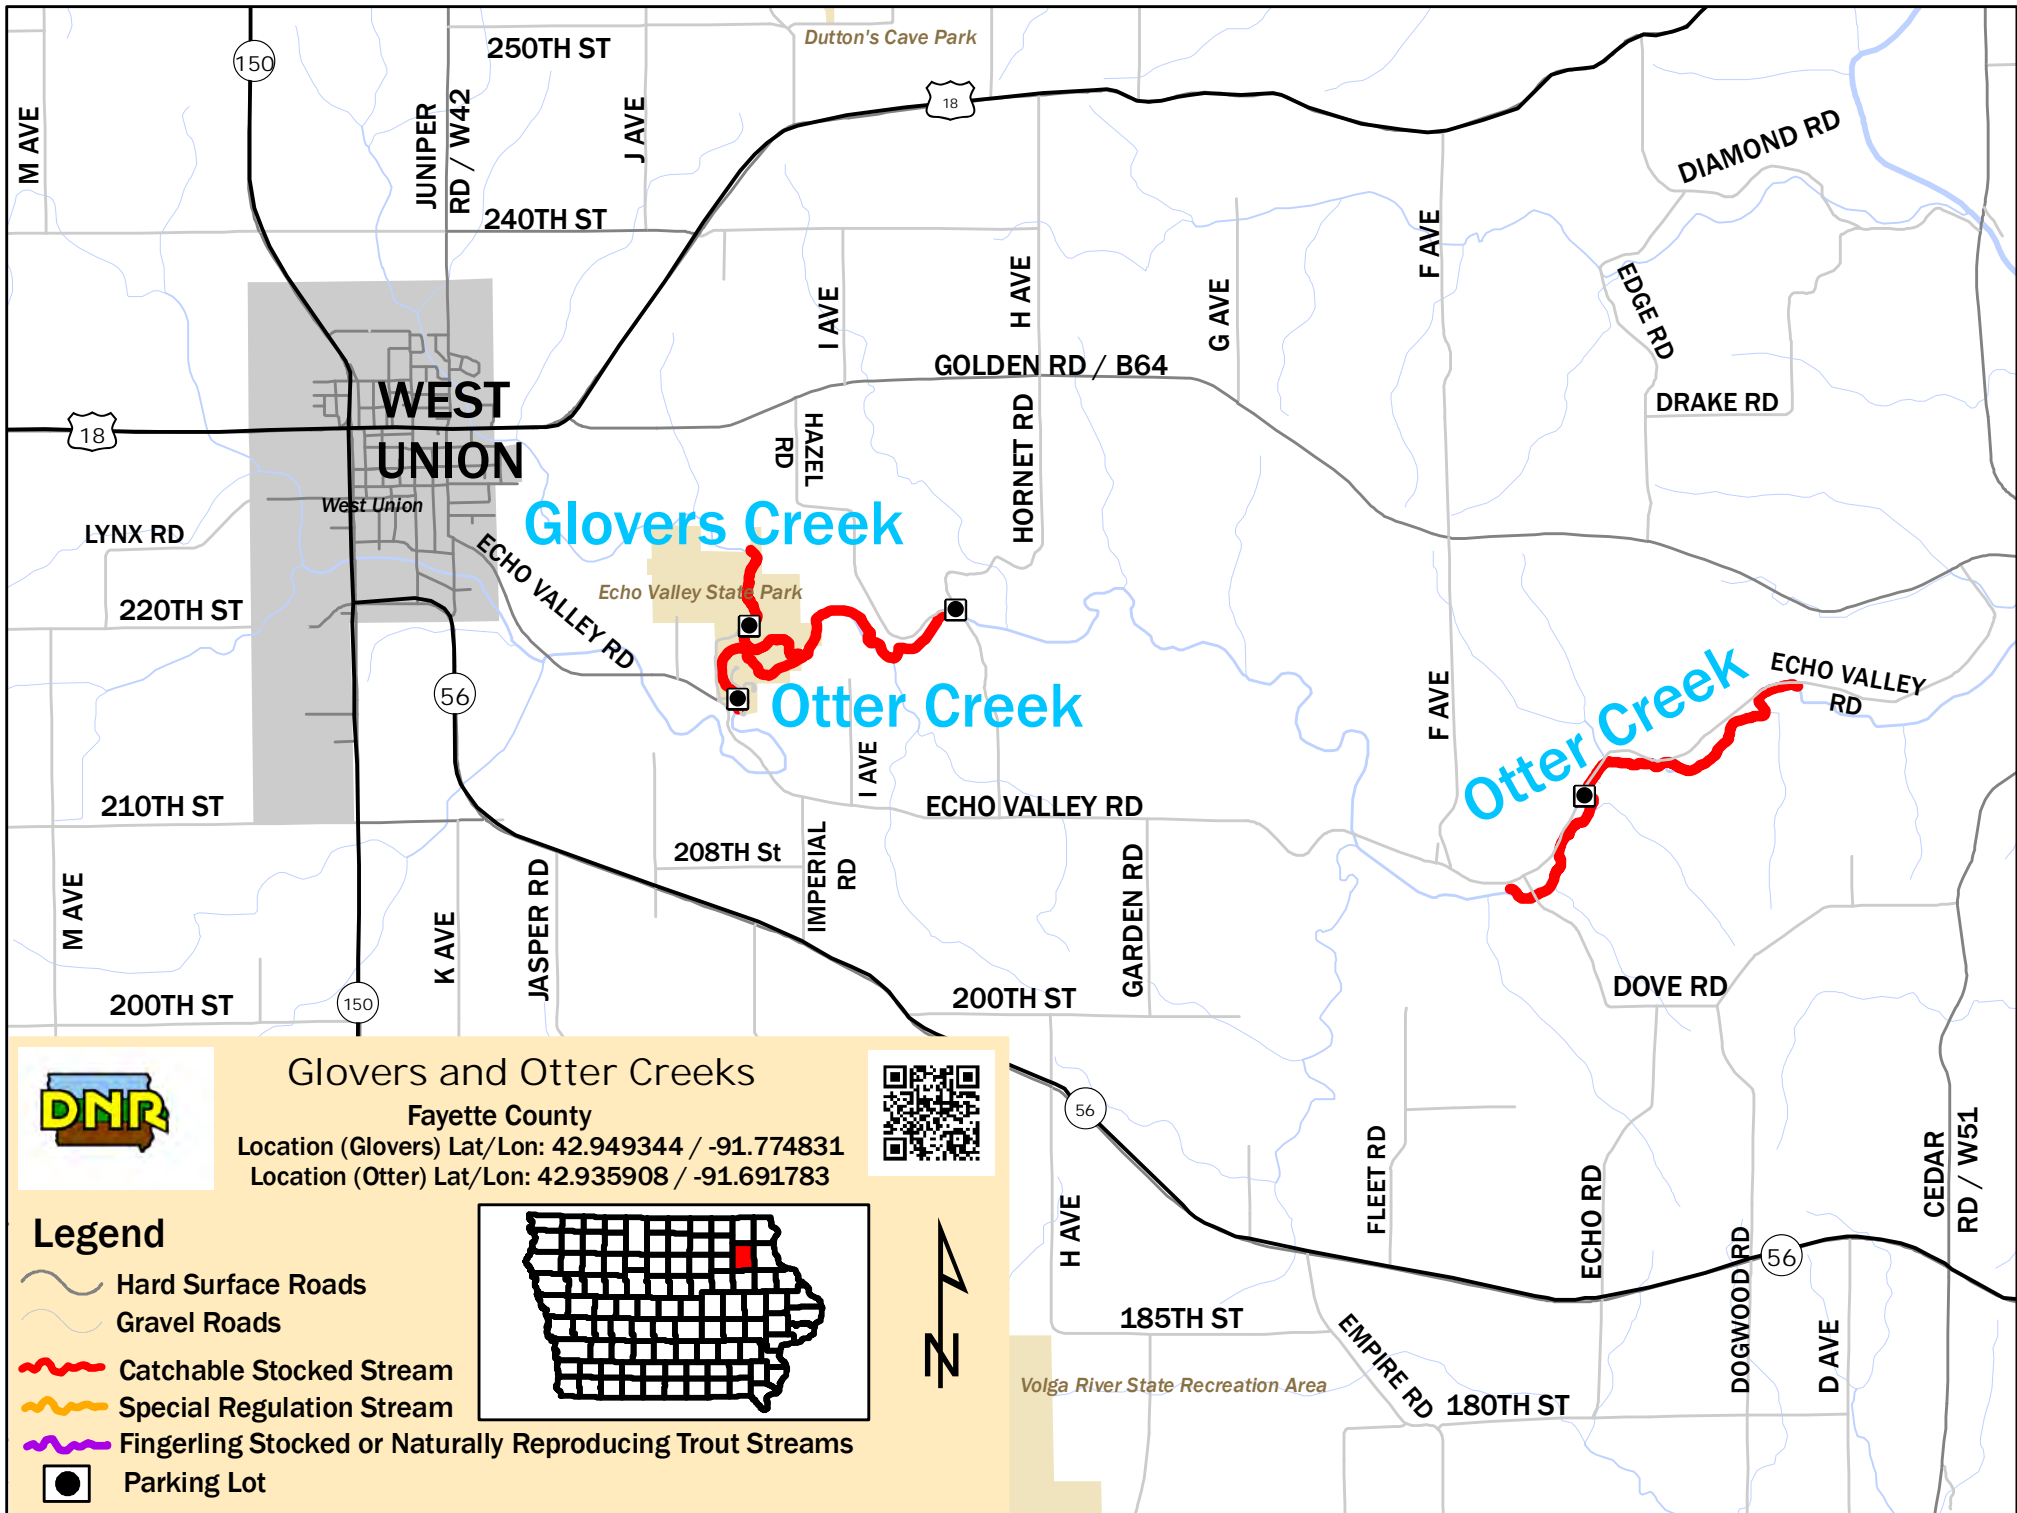 Dutton's Cave Park
150
250TH ST
18
M AVE
JUNIPER
RD / W42
J AVE
DIAMOND RD
240TH ST
F AVE
I AVE
H AVE
G AVE
EDGE RD
GOLDEN RD / B64
WEST
UNION
18
DRAKE RD
HAZEL
RD
HORNET RD
West Union
Glovers Creek
LYNX RD
ECHO VALLEY RD
Echo Valley State Park
220TH ST
56
Otter Creek
F AVE
Otter Creek
ECHO VALLEY
RD
I AVE
210TH ST
ECHO VALLEY RD
208TH St
IMPERIAL
RD
GARDEN RD
M AVE
K AVE
JASPER RD
200TH ST
150
200TH ST
DOVE RD
DNR
Glovers and Otter Creeks
Fayette County
Location (Glovers) Lat/Lon: 42.949344 / -91.774831
Location (Otter) Lat/Lon: 42.935908 / -91.691783
56
FLEET RD
CEDAR
RD / W51
H AVE
ECHO RD
DOGWOOD RD
56
185TH ST
EMPIRE RD
D AVE
Volga River State Recreation Area
180TH ST
Legend
Hard Surface Roads
Gravel Roads
Catchable Stocked Stream
Special Regulation Stream
Fingerling Stocked or Naturally Reproducing Trout Streams
Parking Lot
N